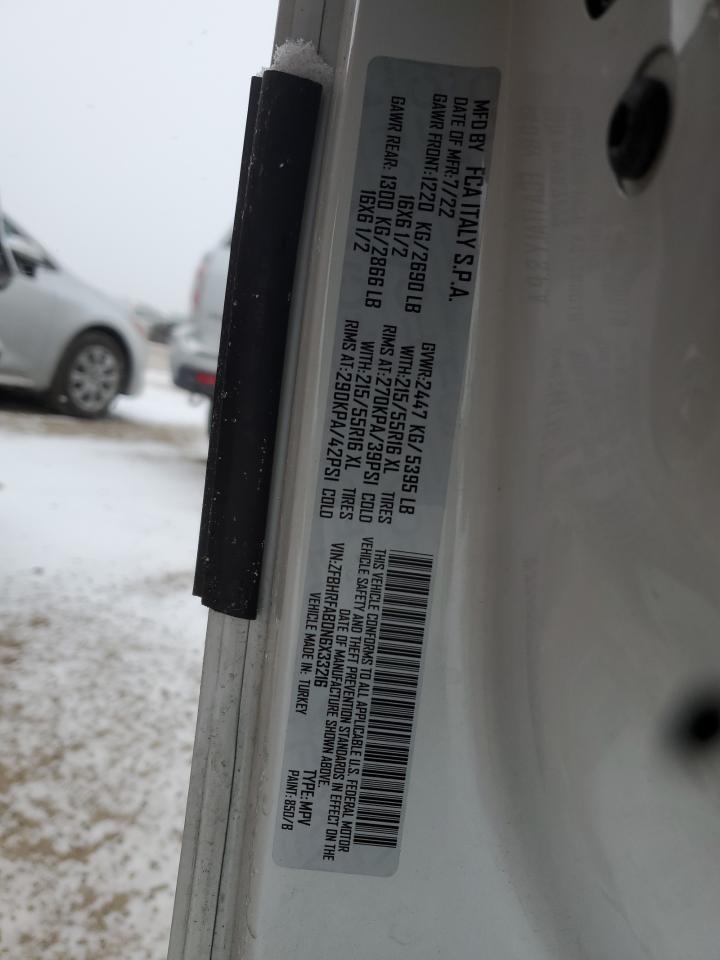 MFD BY FCA ITALY S.P.A.
DATE OF MFR:7/22 GVWR:2447 KG/5395 LB
GAWR FRONT:1220 KG/2690 LB WITH:215/55R16 XL TIRES
16X6 1/2 RIMS AT:270KPA/39PSI COLD
GAWR REAR: 1300 KG/2866 LB WITH:215/55R16 XL TIRES
16X6 1/2 RIMS AT:290KPA/42PSI COLD
THIS VEHICLE CONFORMS TO ALL APPLICABLE U.S. FEDERAL MOTOR
VEHICLE SAFETY AND THEFT PREVENTION STANDARDS IN EFFECT ON THE
DATE OF MANUFACTURE SHOWN ABOVE.
VIN:ZFBHRFAB0N6X33216 TYPE:MPV
VEHICLE MADE IN: TURKEY PAINT:850/B